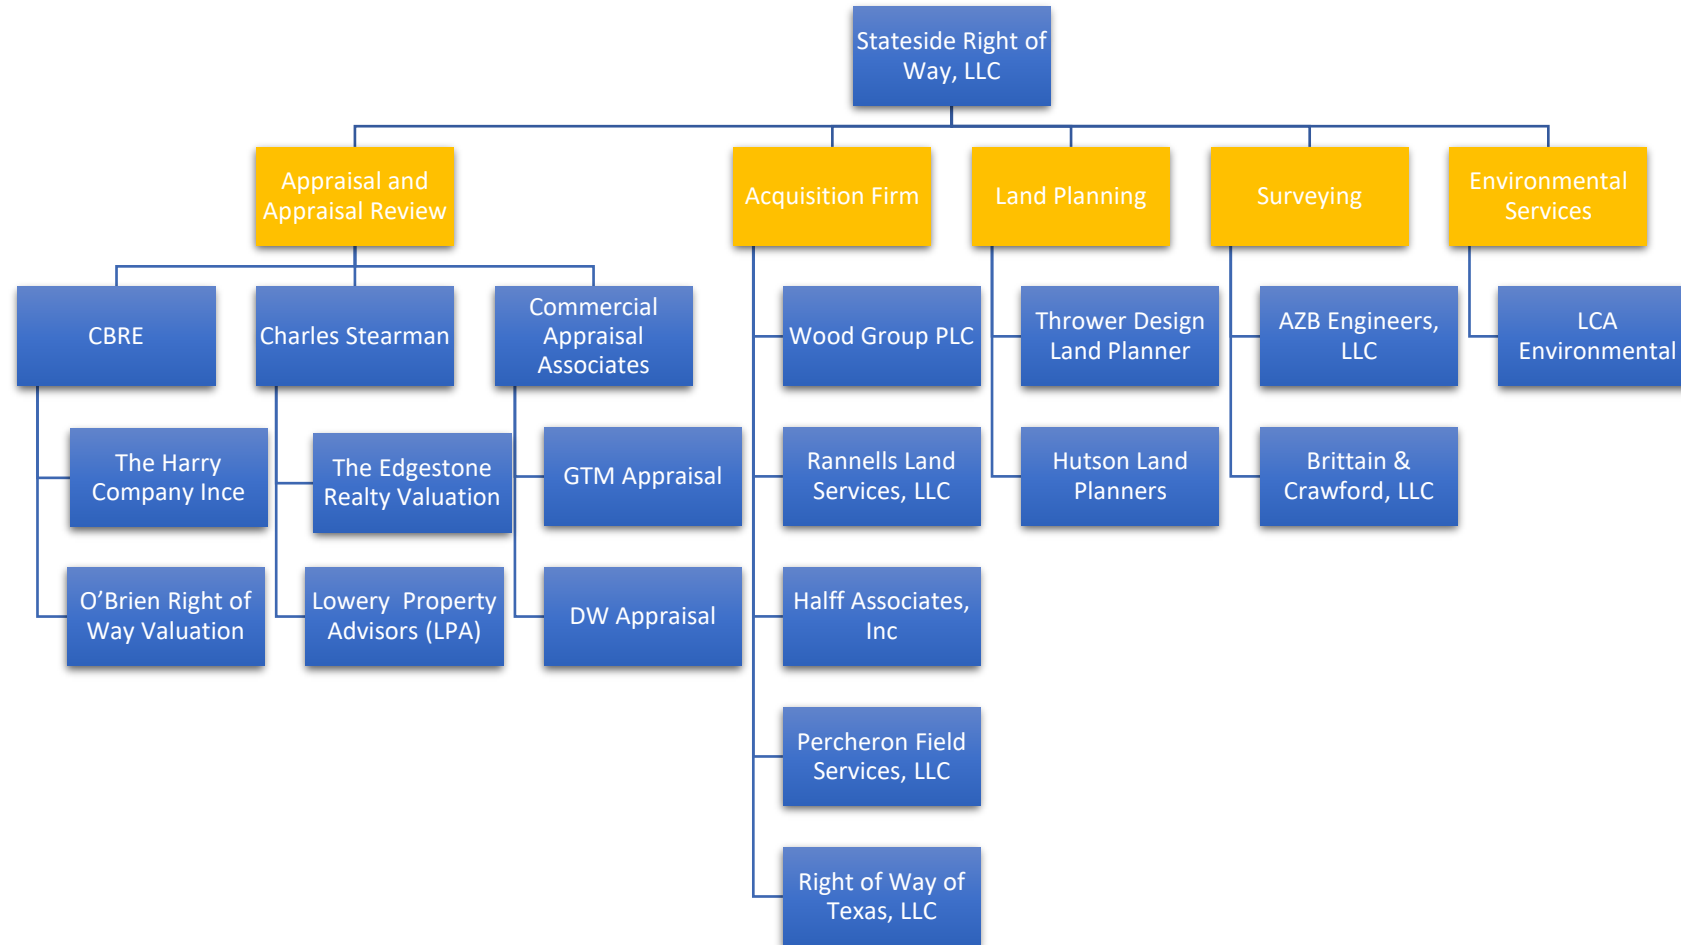 Stateside Right of
Way, LLC
Appraisal and
Appraisal Review
Acquisition Firm
Land Planning
Surveying
Environmental
Services
CBRE
Charles Stearman
Commercial
Appraisal
Associates
Wood Group PLC
Thrower Design
Land Planner
AZB Engineers,
LLC
LCA
Environmental
The Harry
Company Ince
The Edgestone
Realty Valuation
GTM Appraisal
Rannells Land
Services, LLC
Hutson Land
Planners
Brittain &
Crawford, LLC
O’Brien Right of
Way Valuation
Lowery  Property
Advisors (LPA)
DW Appraisal
Halff Associates,
Inc
Percheron Field
Services, LLC
Right of Way of
Texas, LLC